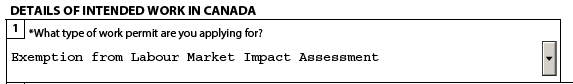 DETAILS OF INTENDED WORK IN CANADA
1 *What type of work permit are you applying for?
Exemption from Labour Market Impact Assessment